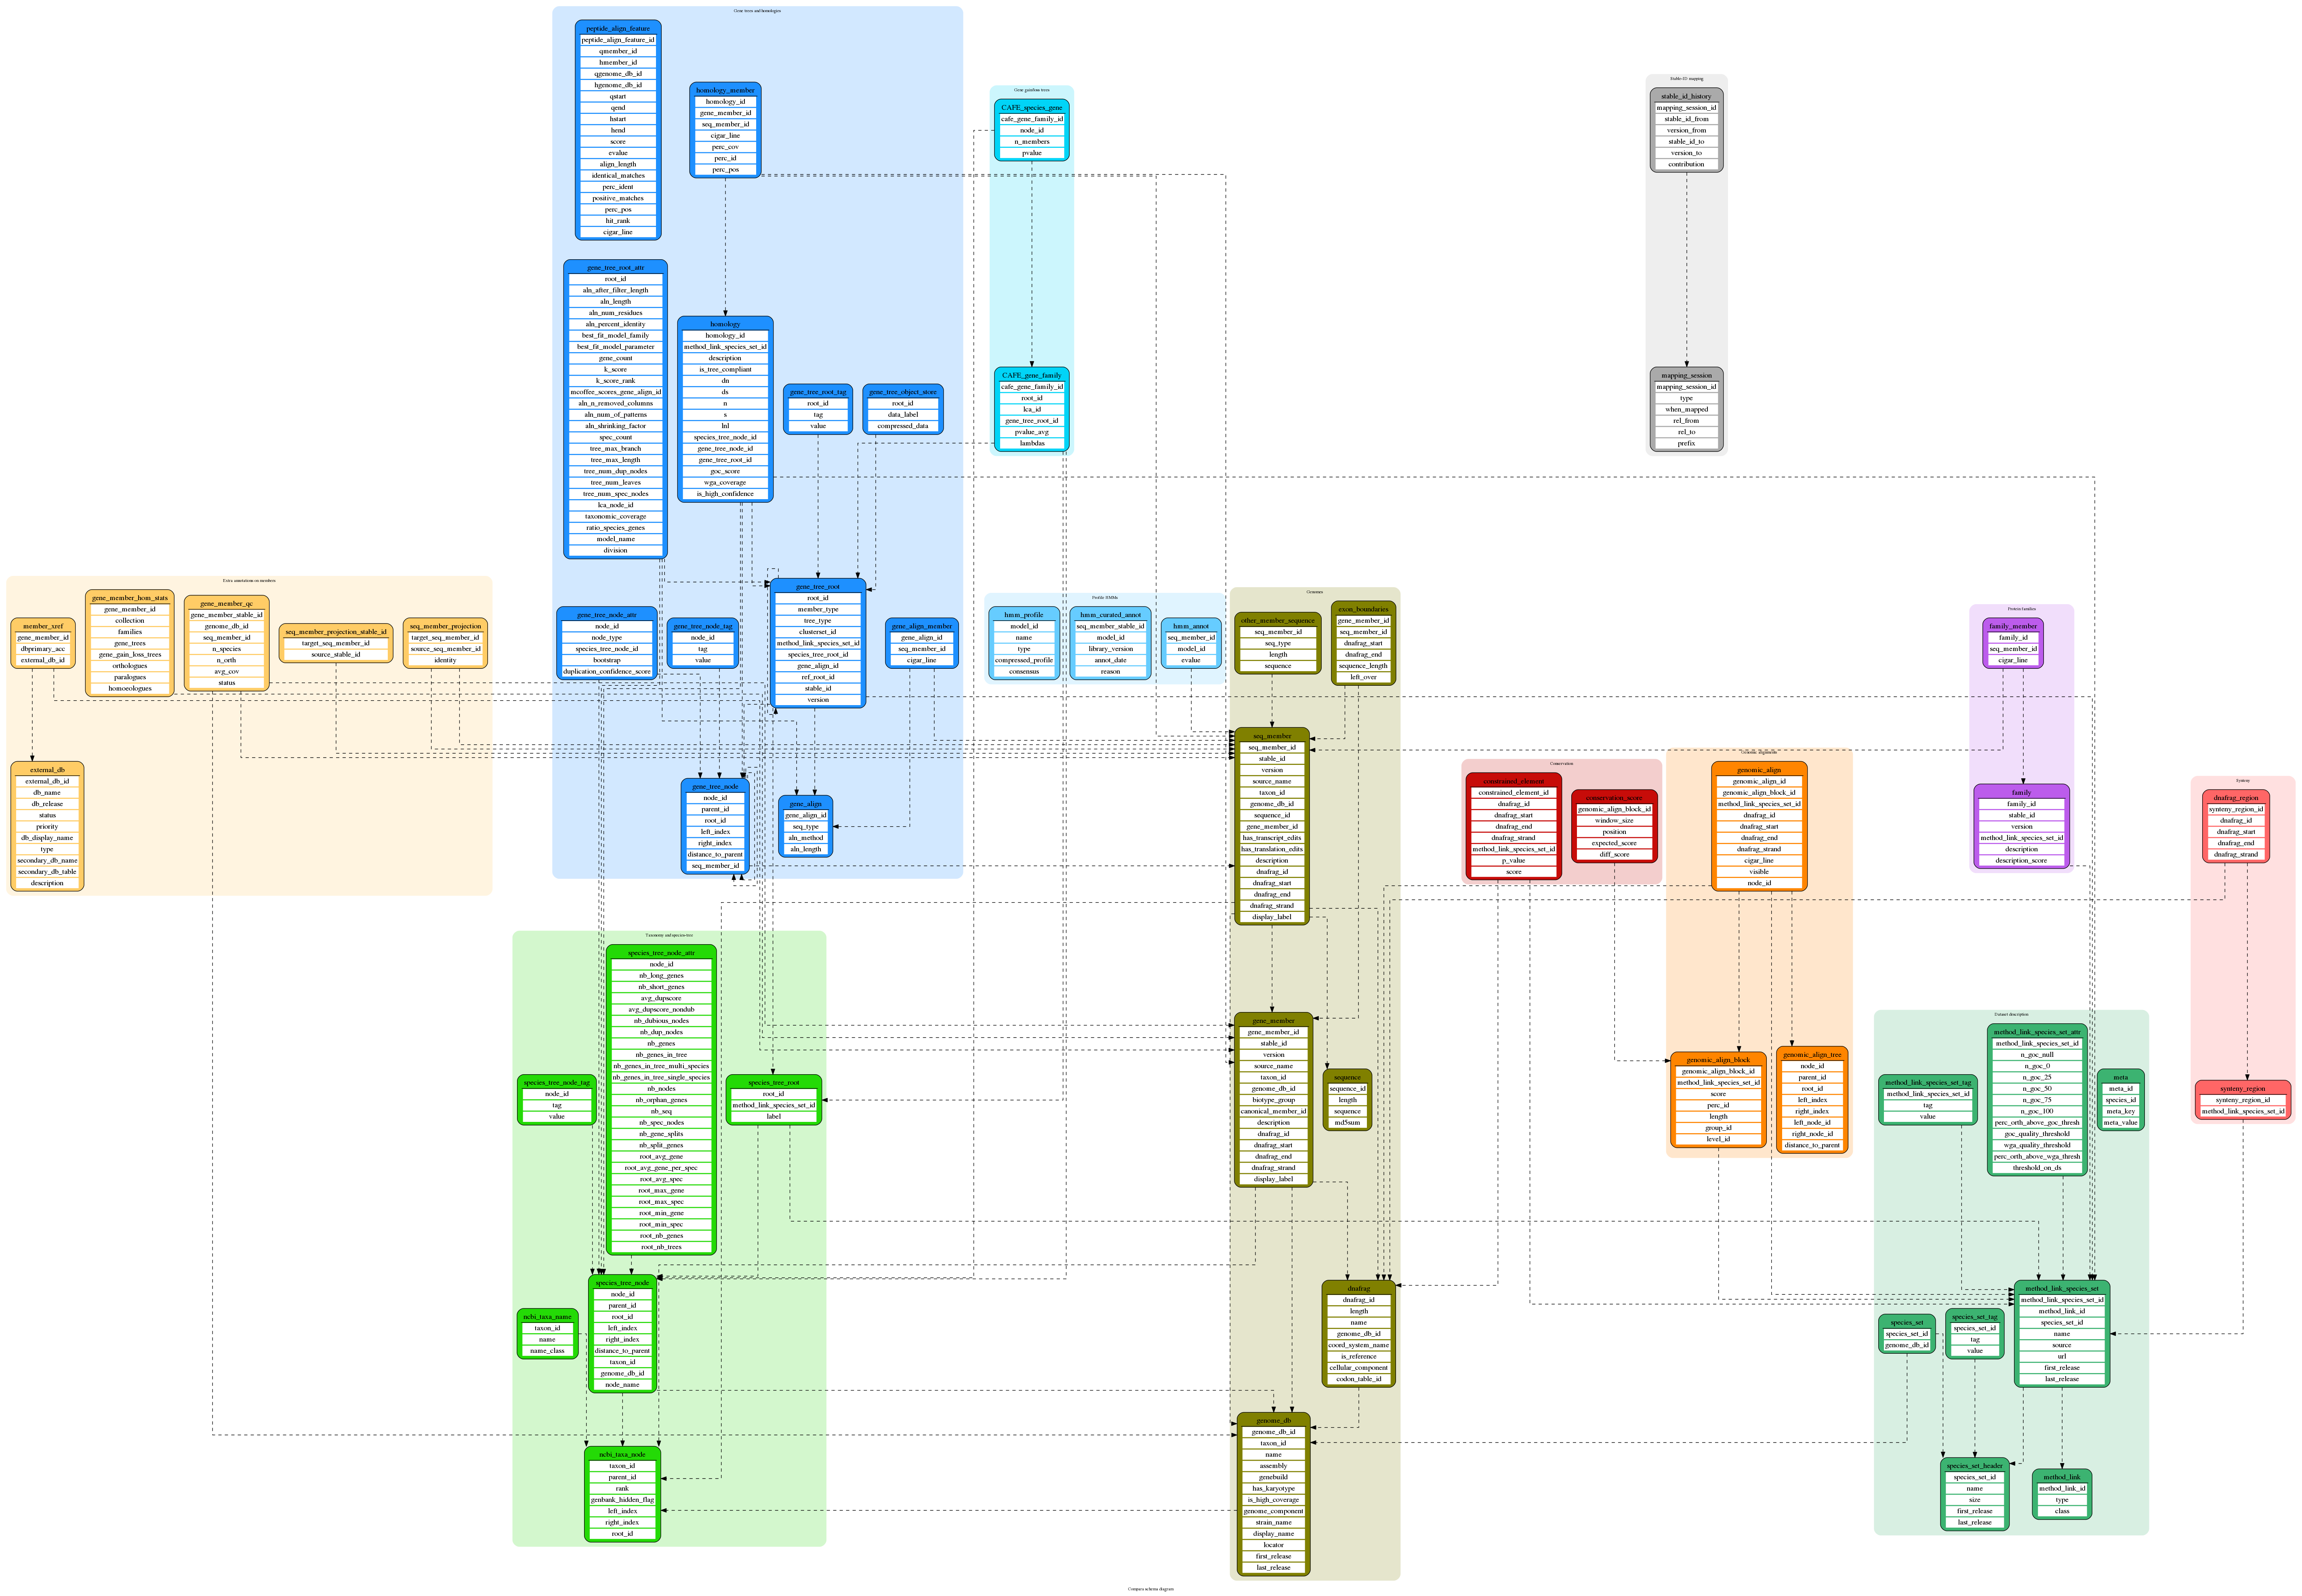 Gene trees and homologies
peptide_align_feature
peptide_align_feature_id
qmember_id
hmember_id
qgenome_db_id
hgenome_db_id
qstart
qend
hstart
hend
score
evalue
align_length
identical_matches
perc_ident
positive_matches
perc_pos
hit_rank
cigar_line
homology_member
homology_id
gene_member_id
seq_member_id
cigar_line
perc_cov
perc_id
perc_pos
gene_tree_root_attr
root_id
aln_after_filter_length
aln_length
aln_num_residues
aln_percent_identity
best_fit_model_family
best_fit_model_parameter
gene_count
k_score
k_score_rank
mcoffee_scores_gene_align_id
aln_n_removed_columns
aln_num_of_patterns
aln_shrinking_factor
spec_count
tree_max_branch
tree_max_length
tree_num_dup_nodes
tree_num_leaves
tree_num_spec_nodes
lca_node_id
taxonomic_coverage
ratio_species_genes
model_name
division
homology
homology_id
method_link_species_set_id
description
is_tree_compliant
dn
ds
n
s
lnl
species_tree_node_id
gene_tree_node_id
gene_tree_root_id
goc_score
wga_coverage
is_high_confidence
gene_tree_root_tag
root_id
tag
value
gene_tree_object_store
root_id
data_label
compressed_data
gene_tree_root
root_id
member_type
tree_type
clusterset_id
method_link_species_set_id
species_tree_root_id
gene_align_id
ref_root_id
stable_id
version
gene_tree_node_attr
node_id
node_type
species_tree_node_id
bootstrap
duplication_confidence_score
gene_tree_node_tag
node_id
tag
value
gene_align_member
gene_align_id
seq_member_id
cigar_line
gene_tree_node
node_id
parent_id
root_id
left_index
right_index
distance_to_parent
seq_member_id
gene_align
gene_align_id
seq_type
aln_method
aln_length
Gene gain/loss trees
CAFE_species_gene
cafe_gene_family_id
node_id
n_members
pvalue
CAFE_gene_family
cafe_gene_family_id
root_id
lca_id
gene_tree_root_id
pvalue_avg
lambdas
Stable-ID mapping
stable_id_history
mapping_session_id
stable_id_from
version_from
stable_id_to
version_to
contribution
mapping_session
mapping_session_id
type
when_mapped
rel_from
rel_to
prefix
Extra annotations on members
member_xref
gene_member_id
dbprimary_acc
external_db_id
gene_member_hom_stats
gene_member_id
collection
families
gene_trees
gene_gain_loss_trees
orthologues
paralogues
homoeologues
gene_member_qc
gene_member_stable_id
genome_db_id
seq_member_id
n_species
n_orth
avg_cov
status
seq_member_projection_stable_id
target_seq_member_id
source_stable_id
seq_member_projection
target_seq_member_id
source_seq_member_id
identity
external_db
external_db_id
db_name
db_release
status
priority
db_display_name
type
secondary_db_name
secondary_db_table
description
Profile HMMs
hmm_profile
model_id
name
type
compressed_profile
consensus
hmm_curated_annot
seq_member_stable_id
model_id
library_version
annot_date
reason
hmm_annot
seq_member_id
model_id
evalue
Genomes
other_member_sequence
seq_member_id
seq_type
length
sequence
exon_boundaries
gene_member_id
seq_member_id
dnafrag_start
dnafrag_end
sequence_length
left_over
seq_member
seq_member_id
stable_id
version
source_name
taxon_id
genome_db_id
sequence_id
gene_member_id
has_transcript_edits
has_translation_edits
description
dnafrag_id
dnafrag_start
dnafrag_end
dnafrag_strand
display_label
gene_member
gene_member_id
stable_id
version
source_name
taxon_id
genome_db_id
biotype_group
canonical_member_id
description
dnafrag_id
dnafrag_start
dnafrag_end
dnafrag_strand
display_label
sequence
sequence_id
length
sequence
md5sum
dnafrag
dnafrag_id
length
name
genome_db_id
coord_system_name
is_reference
cellular_component
codon_table_id
genome_db
genome_db_id
taxon_id
name
assembly
genebuild
has_karyotype
is_high_coverage
genome_component
strain_name
display_name
locator
first_release
last_release
Conservation
constrained_element
constrained_element_id
dnafrag_id
dnafrag_start
dnafrag_end
dnafrag_strand
method_link_species_set_id
p_value
score
conservation_score
genomic_align_block_id
window_size
position
expected_score
diff_score
Genomic alignments
genomic_align
genomic_align_id
genomic_align_block_id
method_link_species_set_id
dnafrag_id
dnafrag_start
dnafrag_end
dnafrag_strand
cigar_line
visible
node_id
genomic_align_block
genomic_align_block_id
method_link_species_set_id
score
perc_id
length
group_id
level_id
genomic_align_tree
node_id
parent_id
root_id
left_index
right_index
left_node_id
right_node_id
distance_to_parent
Protein families
family_member
family_id
seq_member_id
cigar_line
family
family_id
stable_id
version
method_link_species_set_id
description
description_score
Synteny
dnafrag_region
synteny_region_id
dnafrag_id
dnafrag_start
dnafrag_end
dnafrag_strand
synteny_region
synteny_region_id
method_link_species_set_id
Taxonomy and species-tree
species_tree_node_attr
node_id
nb_long_genes
nb_short_genes
avg_dupscore
avg_dupscore_nondub
nb_dubious_nodes
nb_dup_nodes
nb_genes
nb_genes_in_tree
nb_genes_in_tree_multi_species
nb_genes_in_tree_single_species
nb_nodes
nb_orphan_genes
nb_seq
nb_spec_nodes
nb_gene_splits
nb_split_genes
root_avg_gene
root_avg_gene_per_spec
root_avg_spec
root_max_gene
root_max_spec
root_min_gene
root_min_spec
root_nb_genes
root_nb_trees
species_tree_node_tag
node_id
tag
value
species_tree_root
root_id
method_link_species_set_id
label
species_tree_node
node_id
parent_id
root_id
left_index
right_index
distance_to_parent
taxon_id
genome_db_id
node_name
ncbi_taxa_name
taxon_id
name
name_class
ncbi_taxa_node
taxon_id
parent_id
rank
genbank_hidden_flag
left_index
right_index
root_id
Dataset description
method_link_species_set_attr
method_link_species_set_id
n_goc_null
n_goc_0
n_goc_25
n_goc_50
n_goc_75
n_goc_100
perc_orth_above_goc_thresh
goc_quality_threshold
wga_quality_threshold
perc_orth_above_wga_thresh
threshold_on_ds
method_link_species_set_tag
method_link_species_set_id
tag
value
meta
meta_id
species_id
meta_key
meta_value
method_link_species_set
method_link_species_set_id
method_link_id
species_set_id
name
source
url
first_release
last_release
species_set
species_set_id
genome_db_id
species_set_tag
species_set_id
tag
value
species_set_header
species_set_id
name
size
first_release
last_release
method_link
method_link_id
type
class
Compara schema diagram